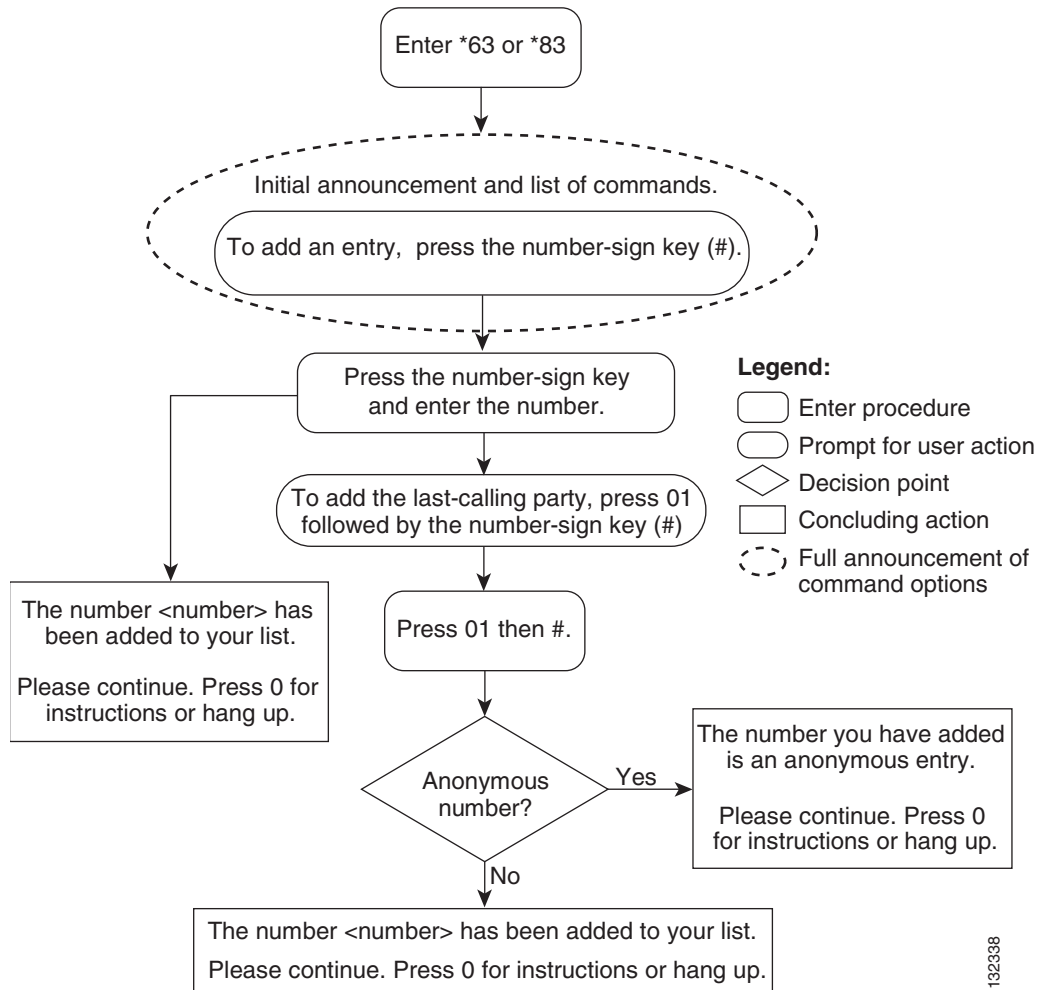 Enter *63 or *83
Initial announcement and list of commands.
To add an entry, press the number-sign key (#).
Press the number-sign key
and enter the number.
Legend:
Enter procedure
Prompt for user action
Decision point
Concluding action
Full announcement of
command options
To add the last-calling party, press 01
followed by the number-sign key (#)
The number <number> has
been added to your list.
Please continue. Press 0 for
instructions or hang up.
Press 01 then #.
Anonymous
number?
Yes
The number you have added
is an anonymous entry.
Please continue. Press 0
for instructions or hang up.
No
The number <number> has been added to your list.
Please continue. Press 0 for instructions or hang up.
132338